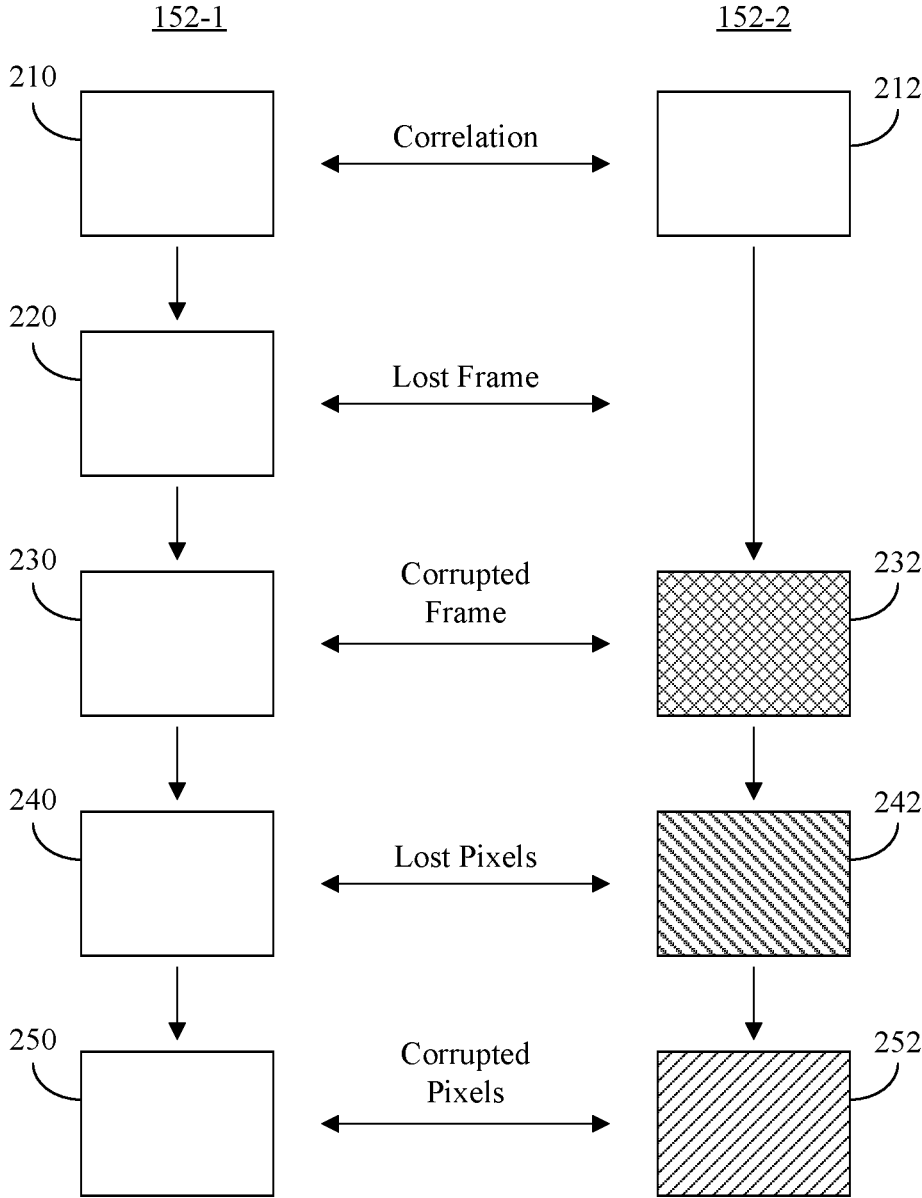 152-1
152-2
210
212
Correlation
220
Lost Frame
230
232
Corrupted
Frame
240
242
Lost Pixels
250
252
Corrupted
Pixels